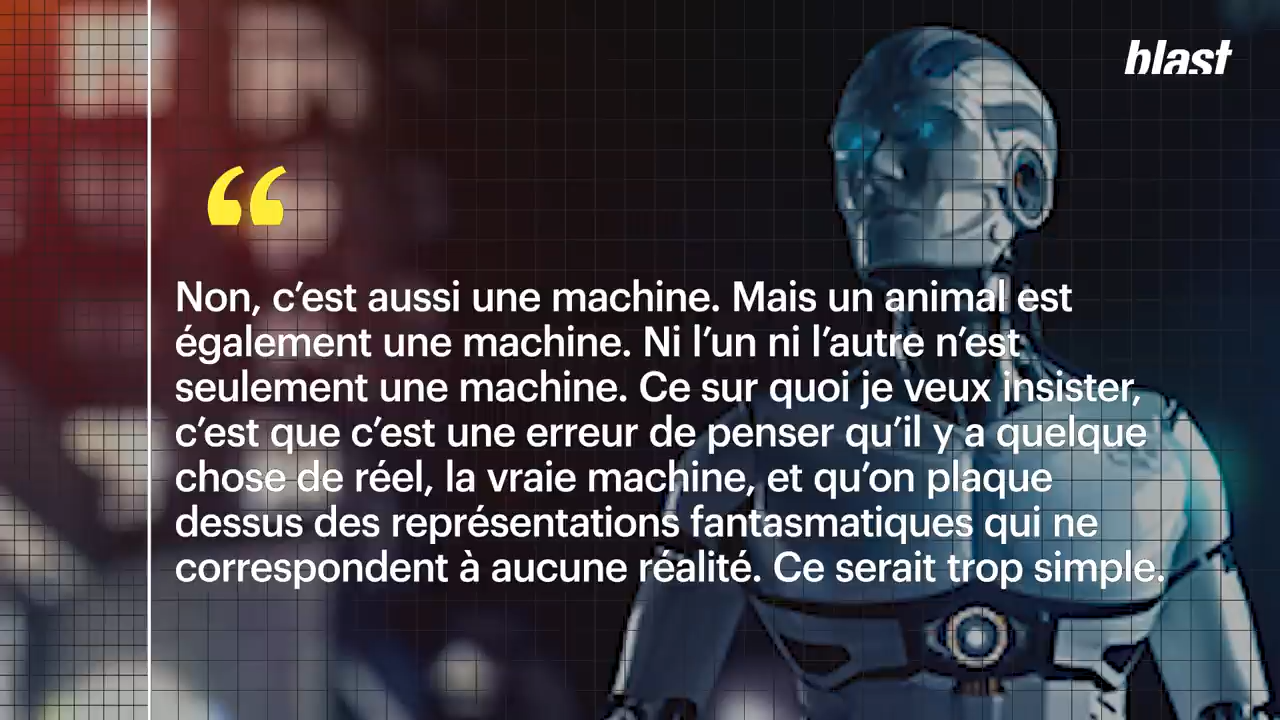 blast
“
Non, c’est aussi une machine. Mais un animal est
également une machine. Ni l’un ni l’autre n’est
seulement une machine. Ce sur quoi je veux insister,
c’est que c’est une erreur de penser qu’il y a quelque
chose de réel, la vraie machine, et qu’on plaque
dessus des représentations fantasmatiques qui ne
correspondent à aucune réalité. Ce serait trop simple.